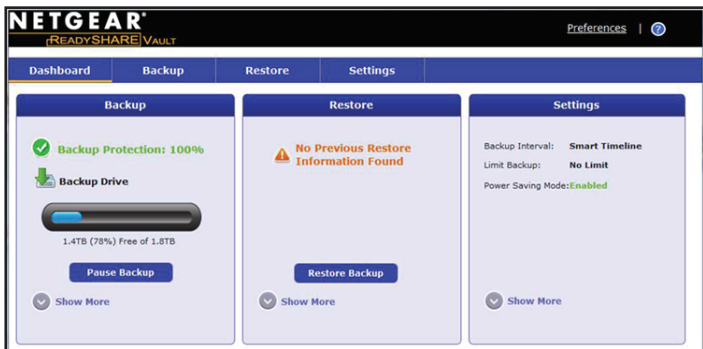 NETGEAR®
READYSHARE VAULT
Preferences | ?
Dashboard Backup Restore Settings
Backup
Backup Protection: 100%
Backup Drive
1.4TB (78%) Free of 1.8TB
Pause Backup
Show More
Restore
No Previous Restore
Information Found
Restore Backup
Show More
Settings
Backup Interval: Smart Timeline
Limit Backup: No Limit
Power Saving Mode:Enabled
Show More